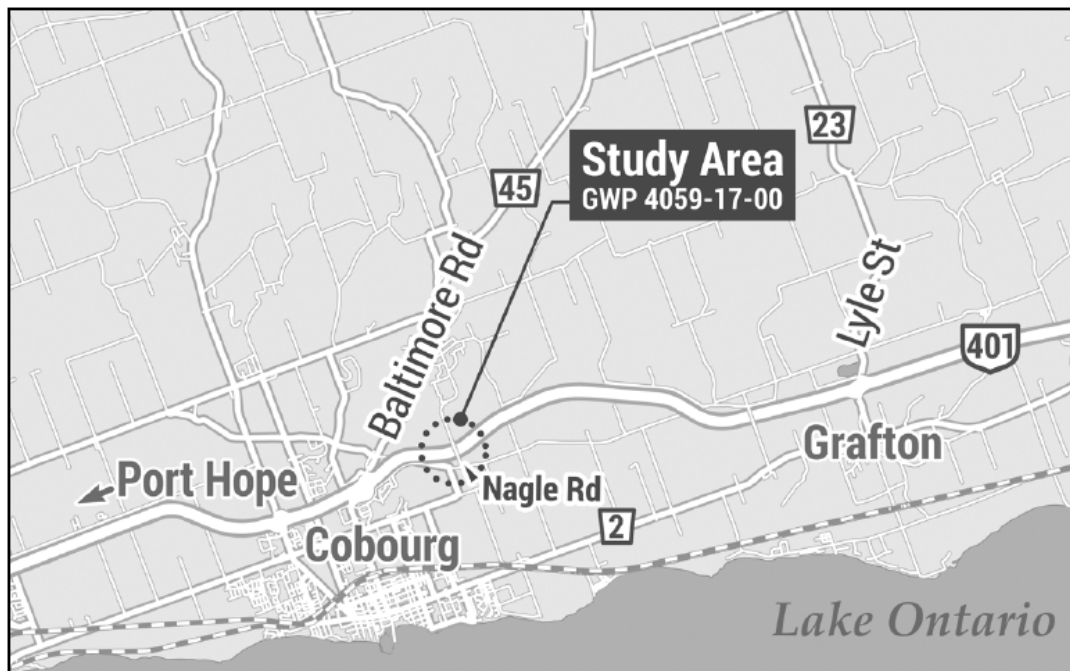 23
Study Area
GWP 4059-17-00
45
Baltimore Rd
Lyle St
401
Grafton
Port Hope
Nagle Rd
2
Cobourg
Lake Ontario